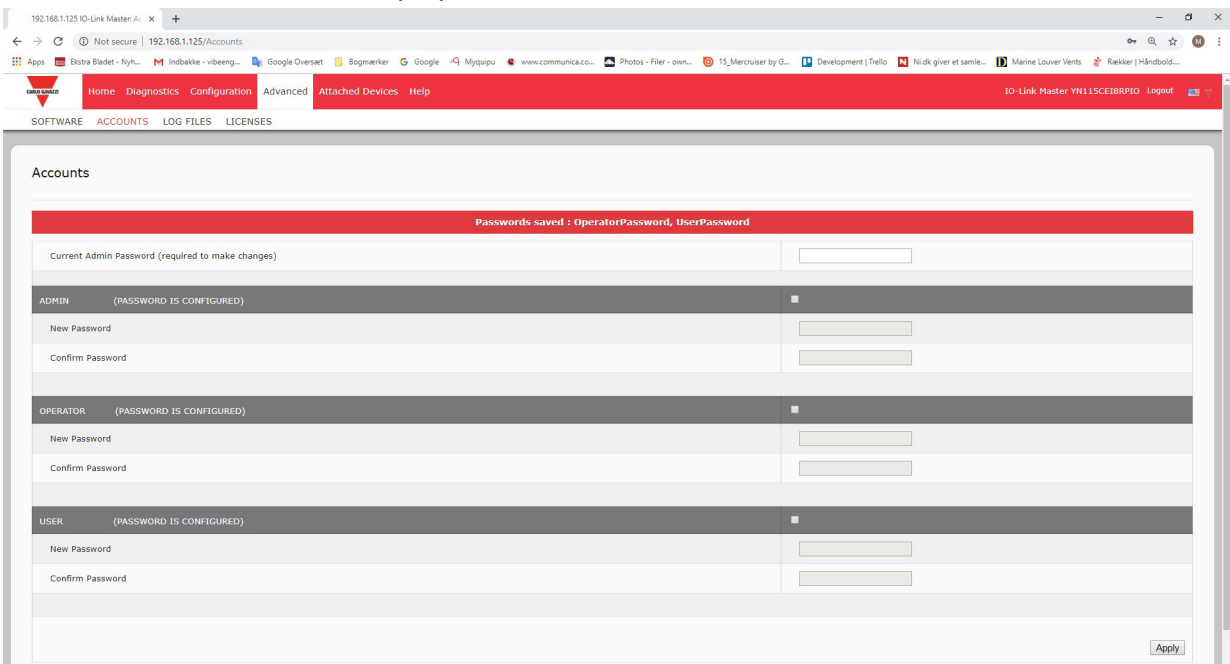 192.168.1.125 IO-Link Master: Ac
Not secure | 192.168.1.125/Accounts
Apps Ekstra Bladet - Nyh... Indbakke - vibeeng... Google Oversæt Bogmærker Google Myquipu www.communica.co... Photos - Filer - own... 15_Mercruiser by G... Development | Trello Ni.dk giver et samle... Marine Louver Vents Rækker | Håndbold....
CARLO GAVAZZI Home Diagnostics Configuration Advanced Attached Devices Help IO-Link Master YN115CEI8RPIO Logout
SOFTWARE ACCOUNTS LOG FILES LICENSES
Accounts
Passwords saved : OperatorPassword, UserPassword
Current Admin Password (required to make changes)
ADMIN (PASSWORD IS CONFIGURED)
New Password
Confirm Password
OPERATOR (PASSWORD IS CONFIGURED)
New Password
Confirm Password
USER (PASSWORD IS CONFIGURED)
New Password
Confirm Password
Apply